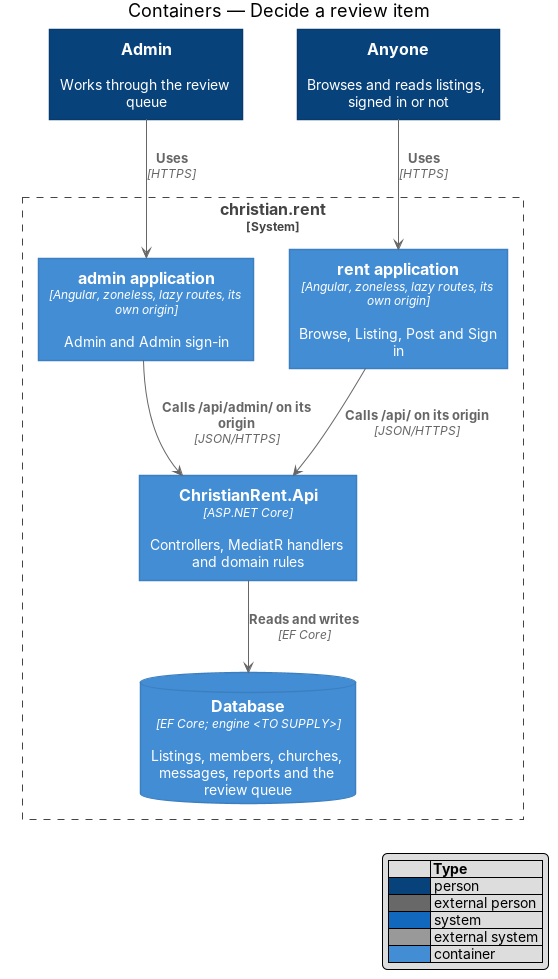 Containers — Decide a review item
Admin
Works through the review
queue
Anyone
Browses and reads listings,
signed in or not
Uses
[HTTPS]
Uses
[HTTPS]
christian.rent
[System]
admin application
[Angular, zoneless, lazy routes, its
own origin]
Admin and Admin sign-in
rent application
[Angular, zoneless, lazy routes, its
own origin]
Browse, Listing, Post and Sign
in
Calls /api/admin/ on its
origin
[JSON/HTTPS]
Calls /api/ on its origin
[JSON/HTTPS]
ChristianRent.Api
[ASP.NET Core]
Controllers, MediatR handlers
and domain rules
Reads and writes
[EF Core]
Database
[EF Core; engine <TO SUPPLY>]
Listings, members, churches,
messages, reports and the
review queue
Type
person
external person
system
external system
container